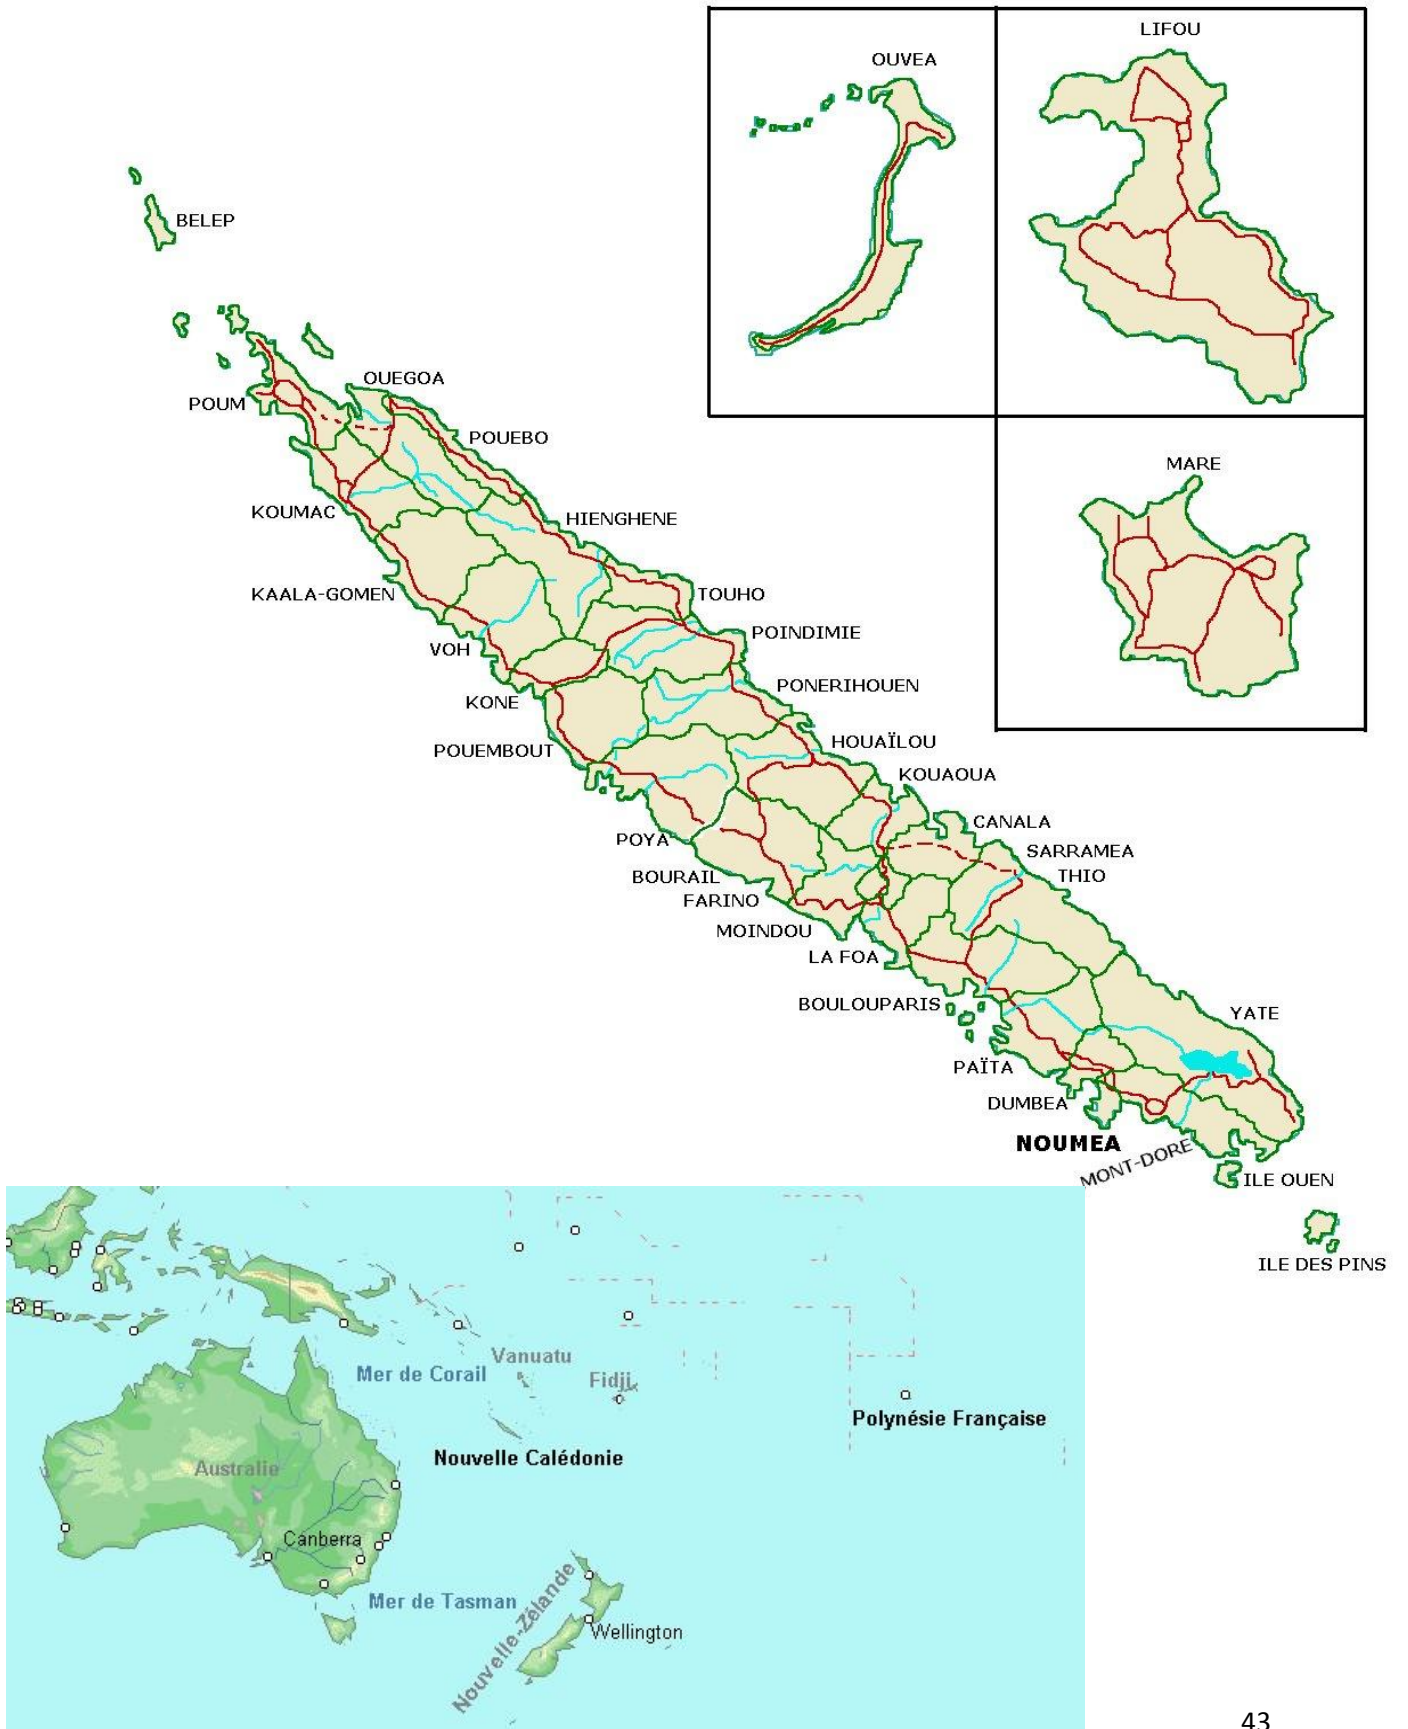 LIFOU
OUVEA
BELEP
OUEGOA
POUM
POUEBO
MARE
KOUMAC
HIENGHENE
KAALA-GOMEN
TOUHO
POINDIMIE
VOH
PONERIHOUEN
KONE
HOUAÏLOU
POUEMBOUT
KOUAOUA
CANALA
POYA
SARRAMEA
BOURAIL
THIO
FARINO
MOINDOU
LA FOA
BOULOUPARIS
YATE
PAÏTA
DUMBEA
NOUMEA
MONT-DORE
ILE OUEN
ILE DES PINS
Vanuatu
Mer de Corail
Fidji
Polynésie Française
Nouvelle Calédonie
Australie
Canberra
Mer de Tasman
Nouvelle-Zélande
Wellington
43